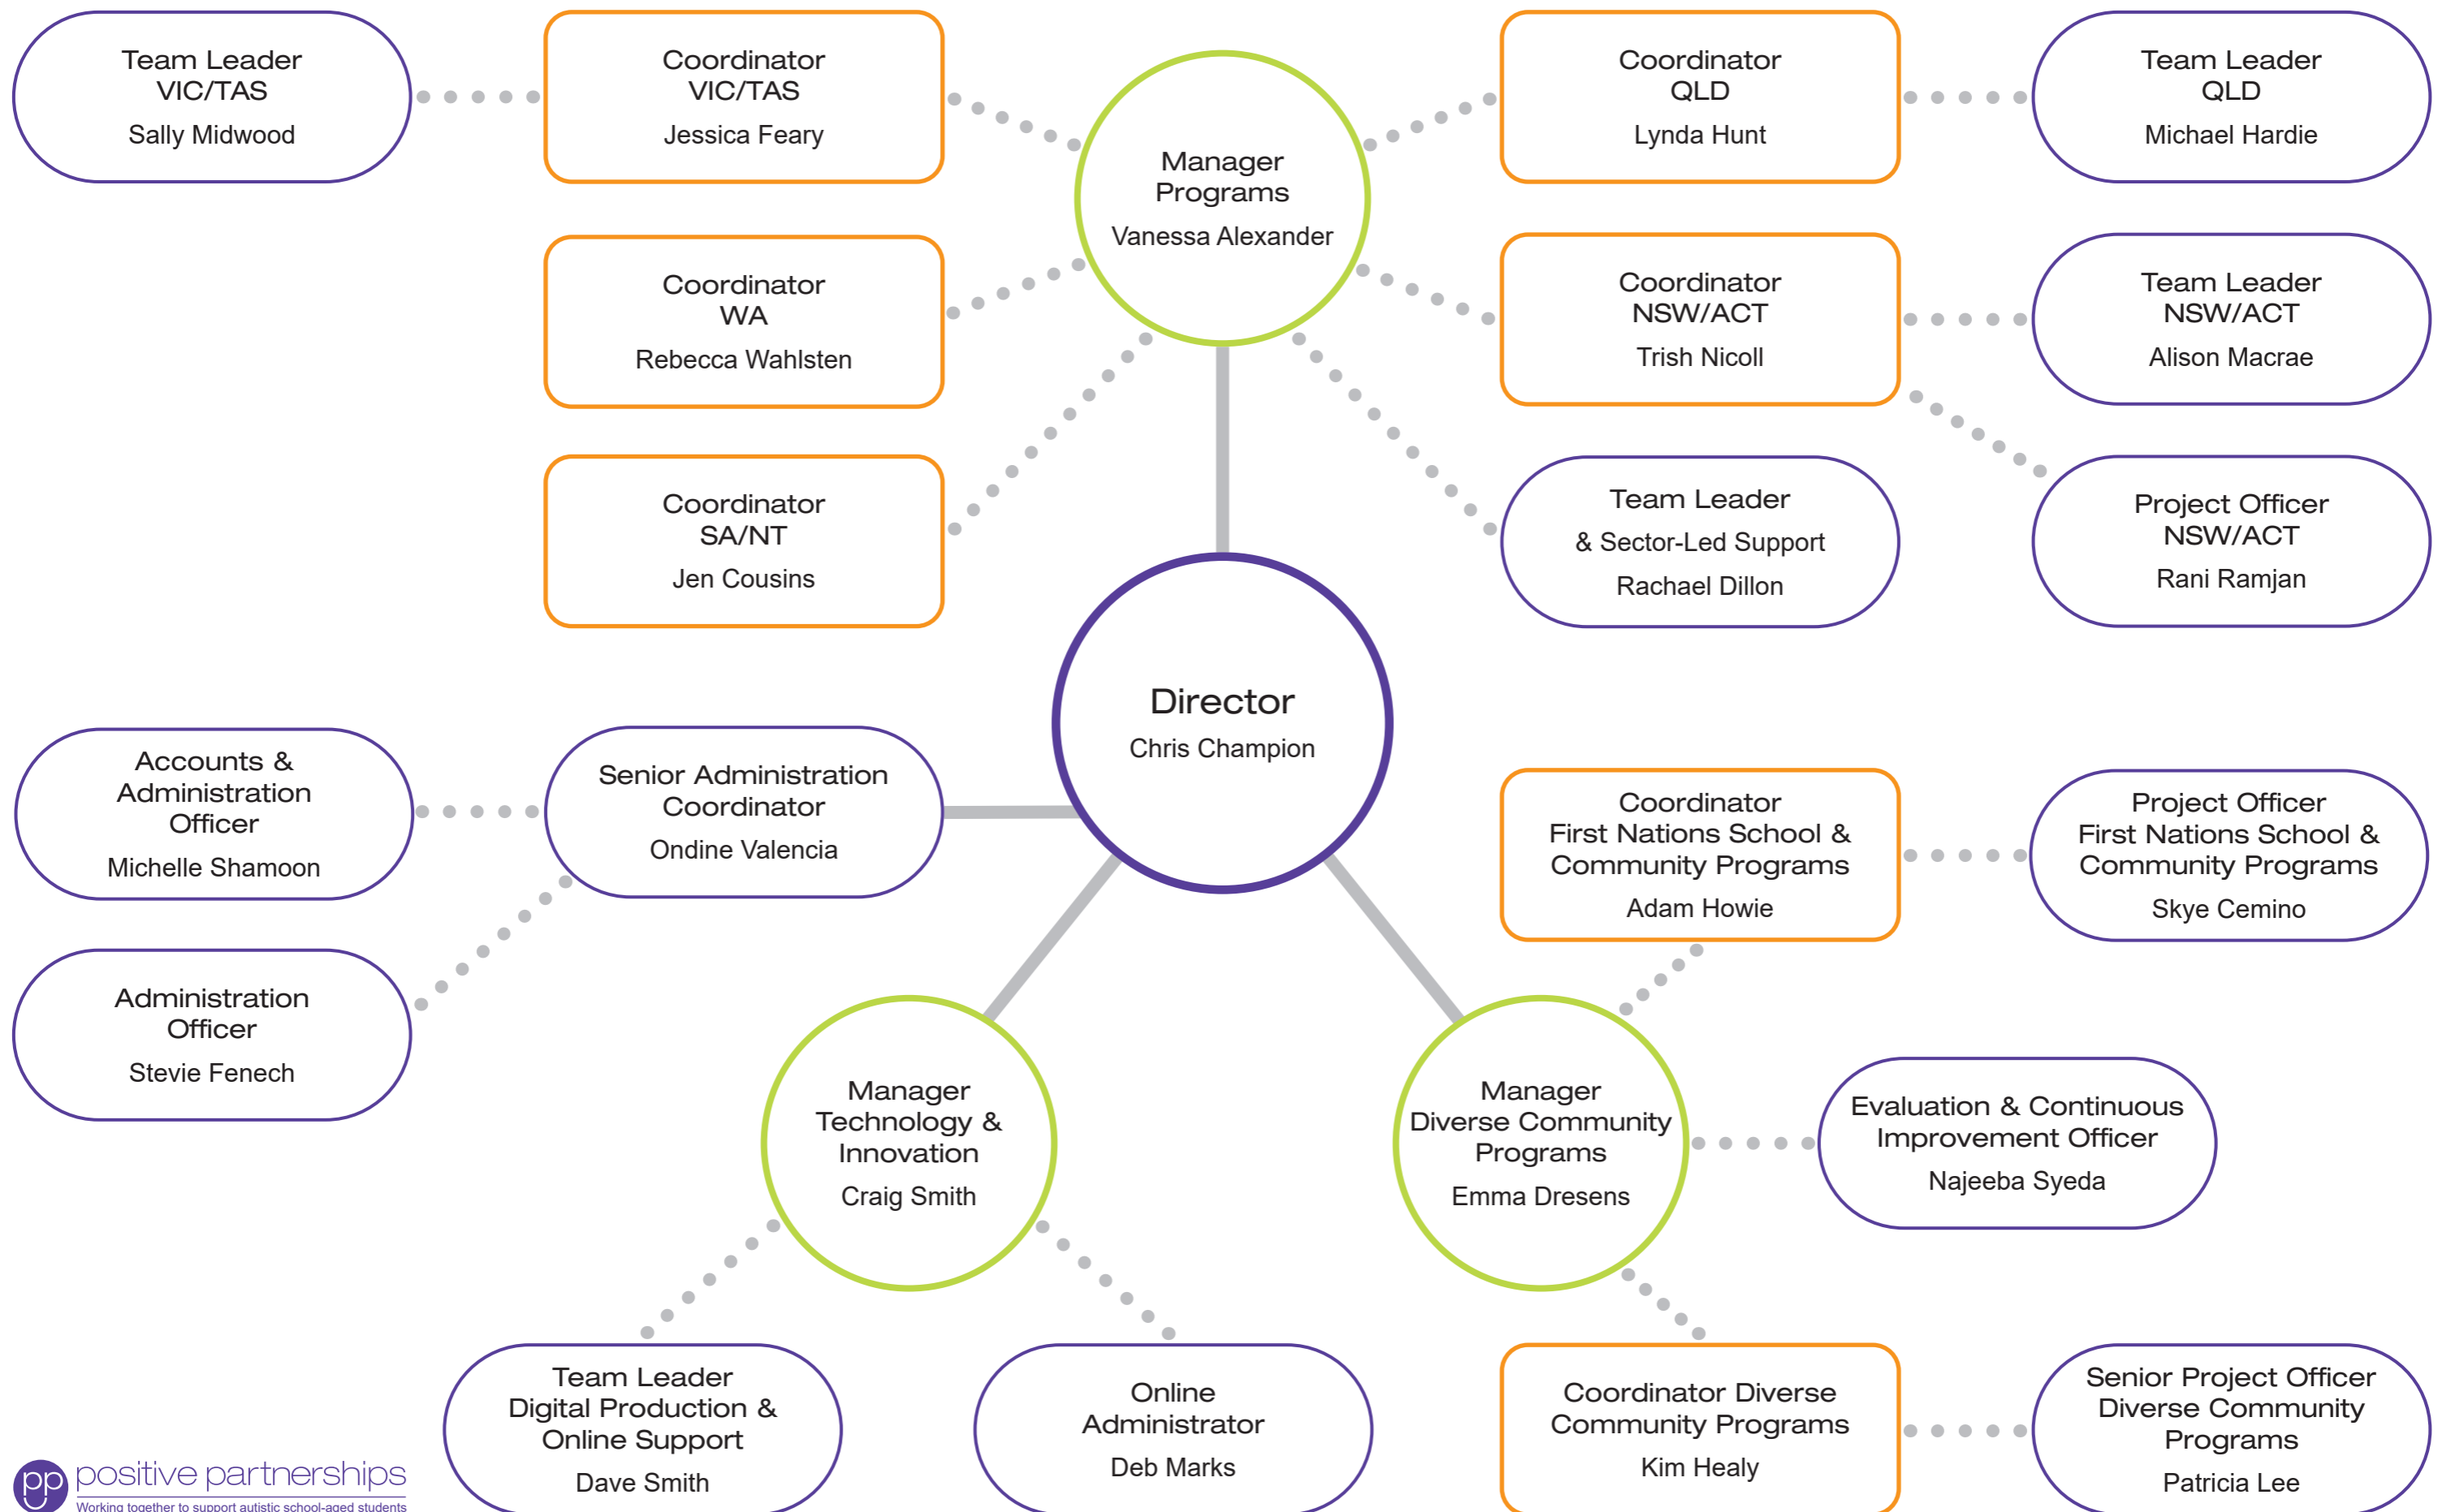 Team Leader
VIC/TAS
Sally Midwood
Coordinator
VIC/TAS
Jessica Feary
Manager
Programs
Vanessa Alexander
Coordinator
QLD
Lynda Hunt
Team Leader
QLD
Michael Hardie
Coordinator
WA
Rebecca Wahlsten
Coordinator
NSW/ACT
Trish Nicoll
Team Leader
NSW/ACT
Alison Macrae
Coordinator
SA/NT
Jen Cousins
Team Leader
& Sector-Led Support
Rachael Dillon
Project Officer
NSW/ACT
Rani Ramjan
Director
Chris Champion
Accounts &
Administration
Officer
Michelle Shamoon
Senior Administration
Coordinator
Ondine Valencia
Coordinator
First Nations School &
Community Programs
Adam Howie
Project Officer
First Nations School &
Community Programs
Skye Cemino
Administration
Officer
Stevie Fenech
Manager
Technology &
Innovation
Craig Smith
Manager
Diverse Community
Programs
Emma Dresens
Evaluation & Continuous
Improvement Officer
Najeeba Syeda
Team Leader
Digital Production &
Online Support
Dave Smith
Online
Administrator
Deb Marks
Coordinator Diverse
Community Programs
Kim Healy
Senior Project Officer
Diverse Community
Programs
Patricia Lee
pp positive partnerships
Working together to support autistic school-aged students